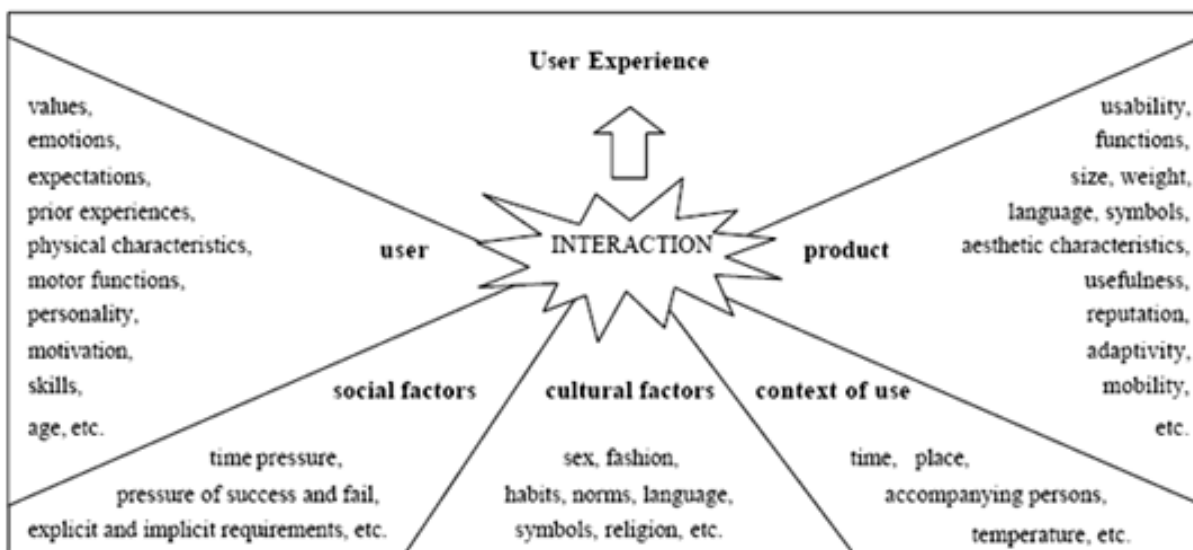 User Experience
values,
emotions,
expectations,
prior experiences,
physical characteristics,
motor functions,
personality,
motivation,
skills,
age, etc.
user
INTERACTION
product
usability,
functions,
size, weight,
language, symbols,
aesthetic characteristics,
usefulness,
reputation,
adaptivity,
mobility,
etc.
social factors
time pressure,
pressure of success and fail,
explicit and implicit requirements, etc.
cultural factors
sex, fashion,
habits, norms, language,
symbols, religion, etc.
context of use
time, place,
accompanying persons,
temperature, etc.